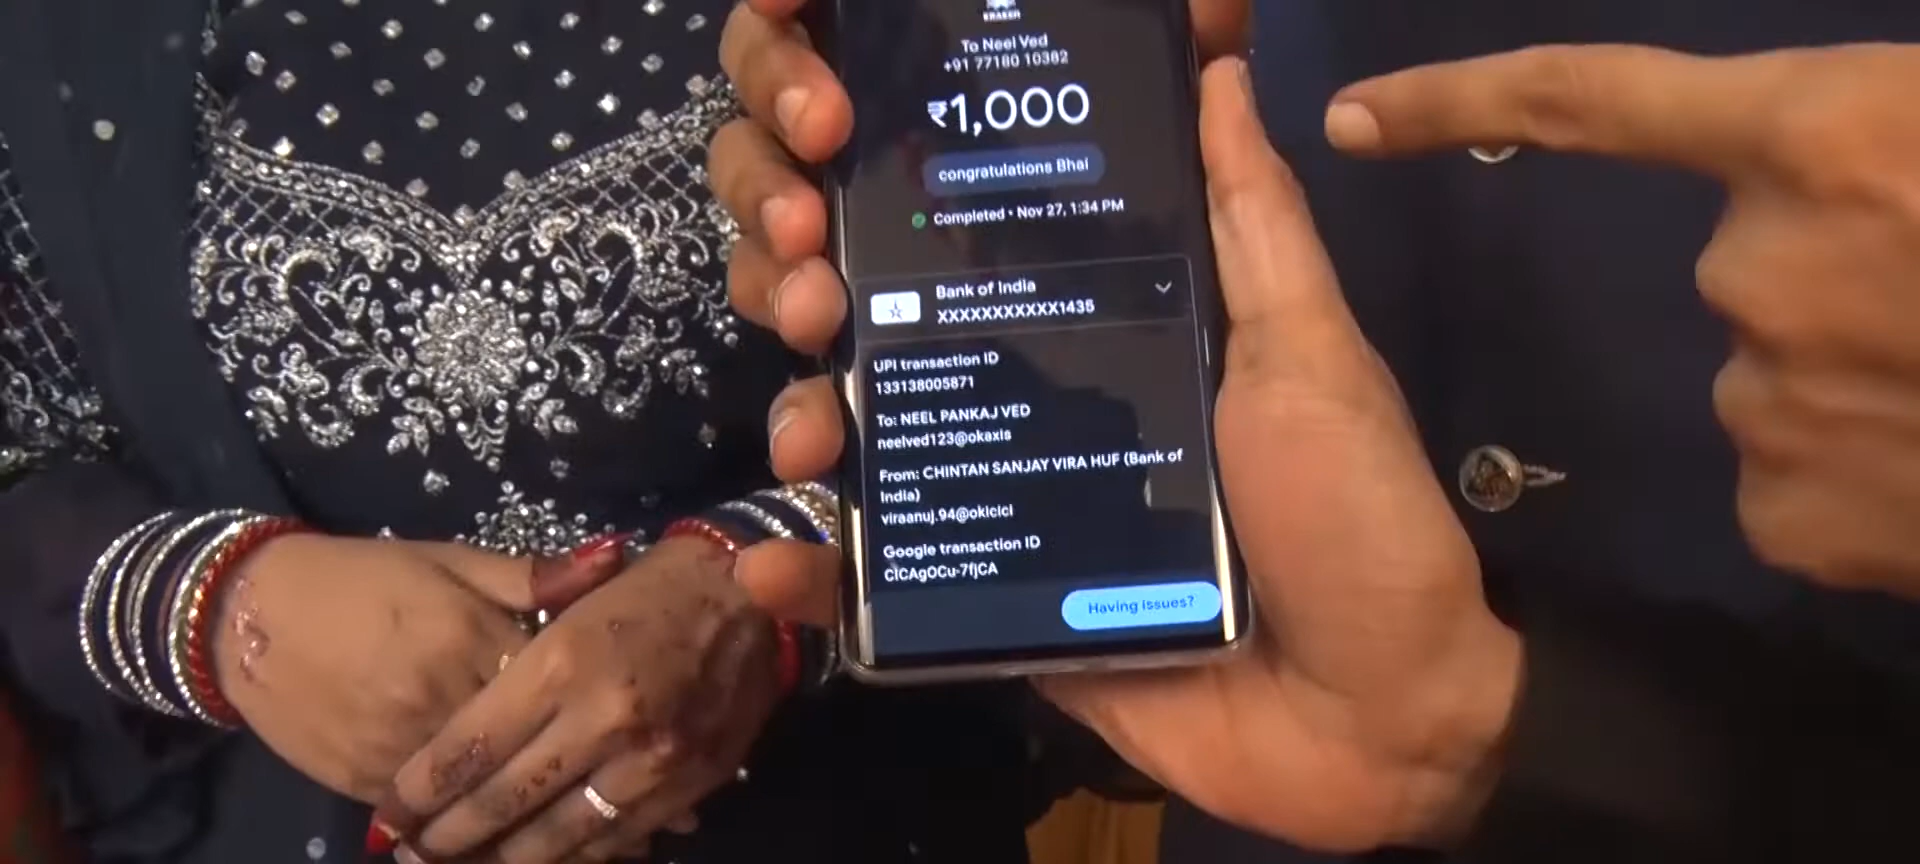 KRAKEN
To Neel Ved
+91 77180 10382
₹1,000
congratulations Bhai
Completed • Nov 27, 1:34 PM
Bank of India
XXXXXXXXXXX1435
UPI transaction ID
133138005871
To: NEEL PANKAJ VED
neelved123@okaxis
From: CHINTAN SANJAY VIRA HUF (Bank of
India)
viraanuj.94@okicici
Google transaction ID
CICAgOCu-7fjCA
Having issues?